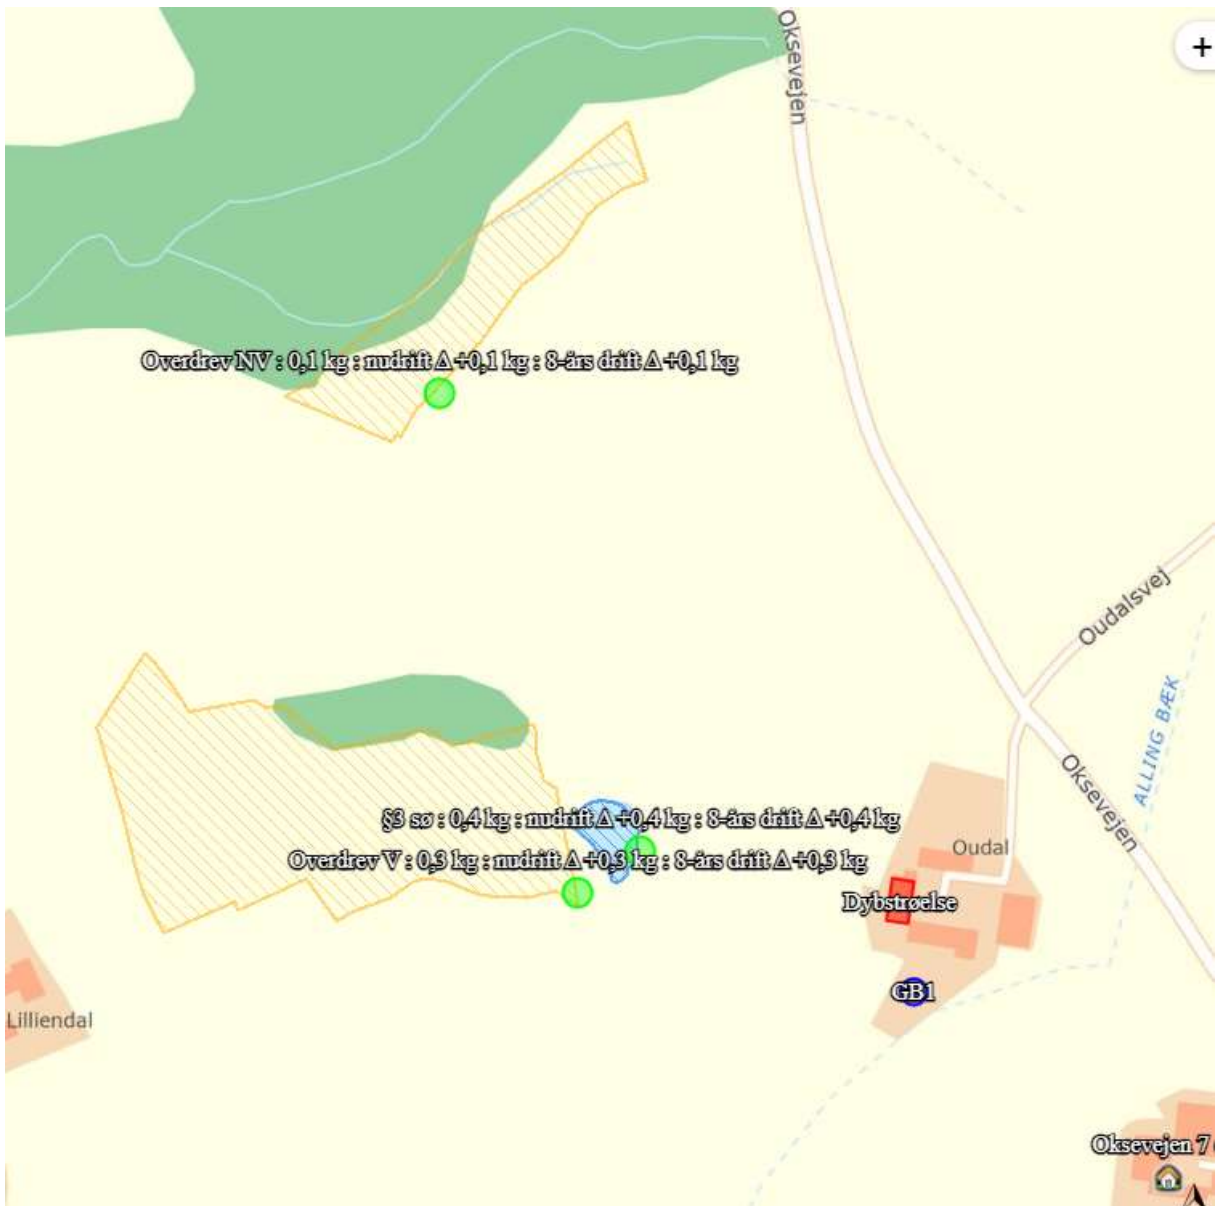 Oksevejen
+
Overdrev NV : 0,1 kg : nudrift Δ +0,1 kg : 8-års drift Δ +0,1 kg
Oudalsvej
ALLING BÆK
Oksevejen
§3 sø : 0,4 kg : nudrift Δ +0,4 kg : 8-års drift Δ +0,4 kg
Oudal
Overdrev V : 0,3 kg : nudrift Δ +0,3 kg : 8-års drift Δ +0,3 kg
Dybstrøelse
GB1
Lilliendal
Oksevejen 7